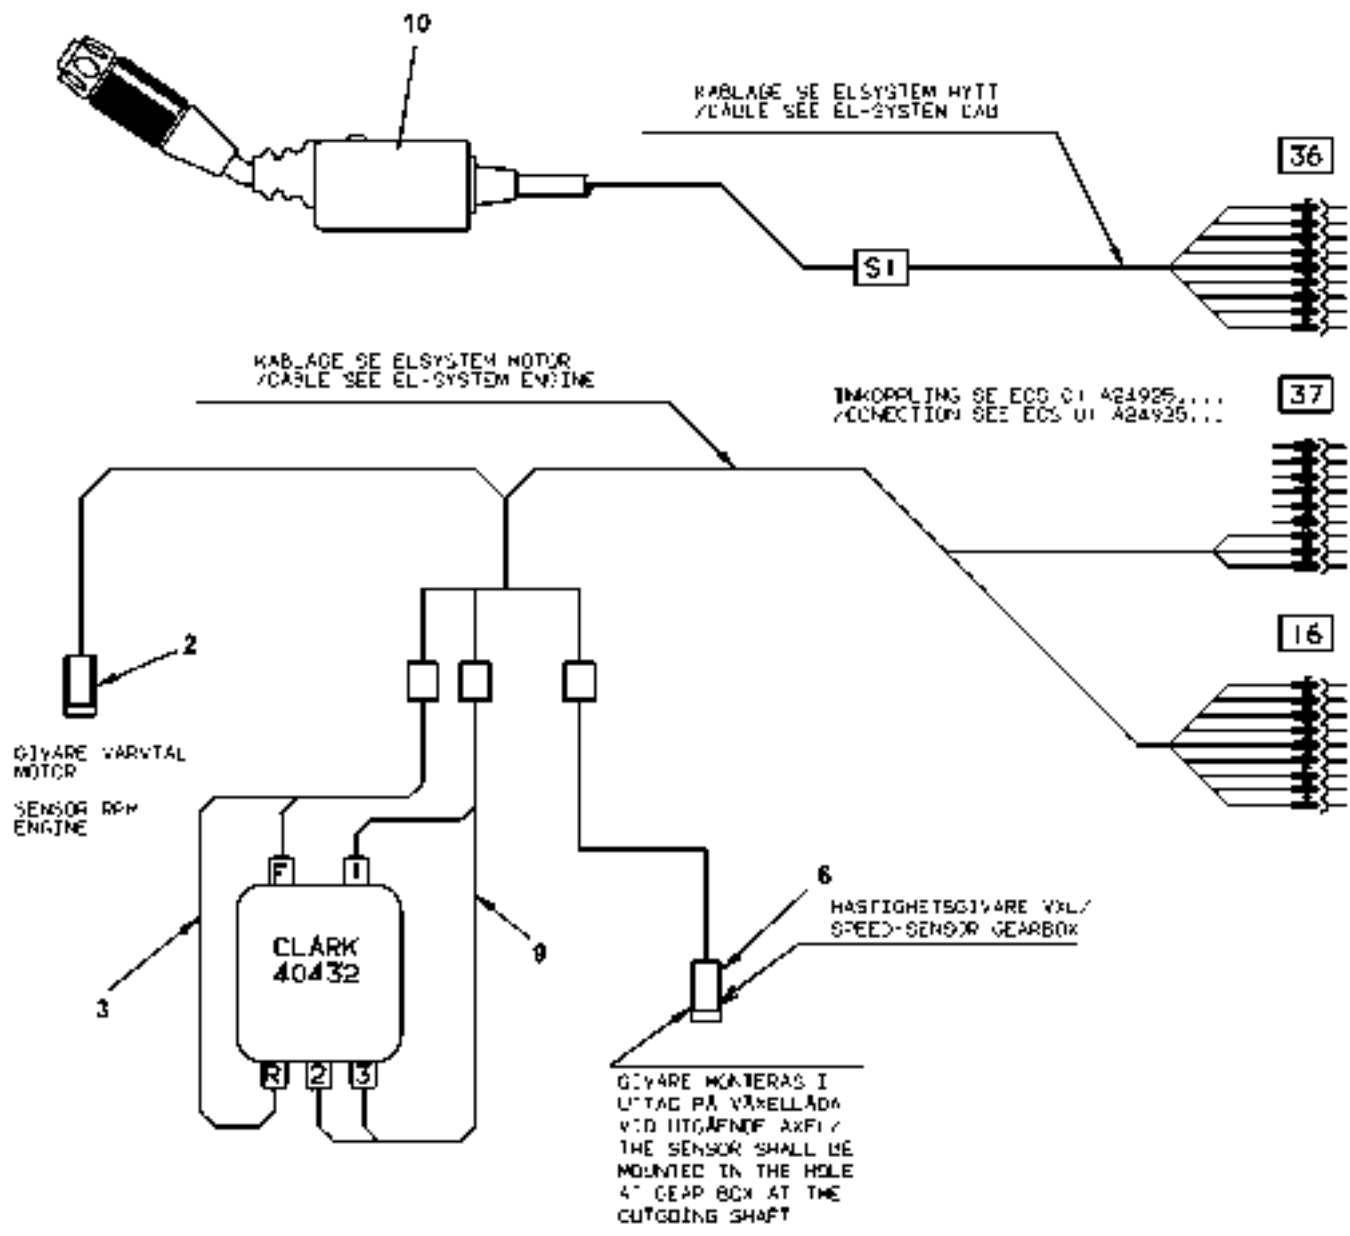 10
KABLAGE SE ELSYSTEM HYTT
/CABLE SEE EL-SYSTEM CAB
36
S1
KABLAGE SE ELSYSTEM MOTOR
/CABLE SEE EL-SYSTEM ENGINE
INKOPPLING SE ECS
/CONECTION SEE ECS
37
16
2
GIVARE VARVTAL
MOTOR
SENSOR RPM
ENGINE
F 1
CLARK
40432
3
9
R 2 3
6
HASTIGHETSGIVARE VXL/
SPEED-SENSOR GEARBOX
GIVARE MONTERAS I
UTTAG PÅ VÄXELLÅDA
VID UTGÅENDE AXEL/
THE SENSOR SHALL BE
MOUNTED IN THE HOLE
AT GEAR BOX AT THE
OUTGOING SHAFT